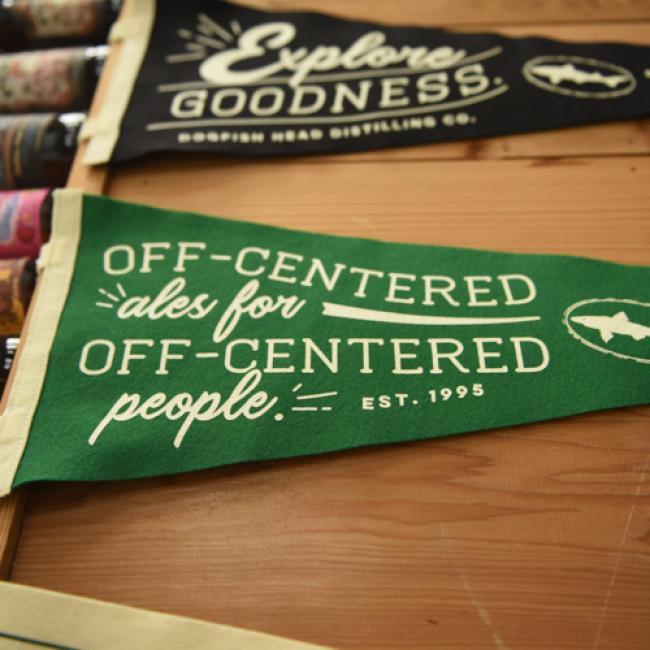 Explore
GOODNESS.
DOGFISH HEAD DISTILLING CO.
OFF-CENTERED
ales for
OFF-CENTERED
people.
EST. 1995